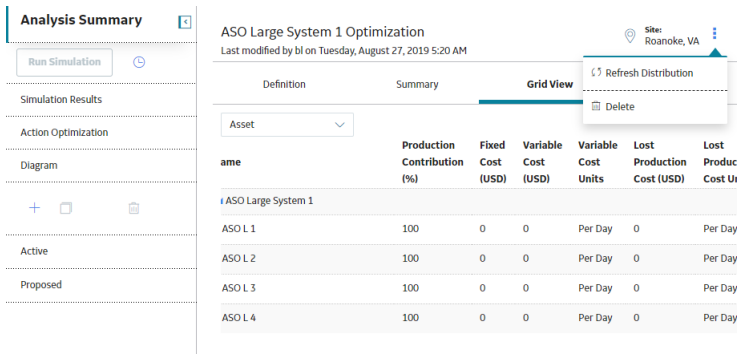 Analysis Summary
Run Simulation
Simulation Results
Action Optimization
Diagram
Active
Proposed
ASO Large System 1 Optimization
Last modified by bl on Tuesday, August 27, 2019 5:20 AM
Site:
Roanoke, VA
Refresh Distribution
Delete
Definition Summary Grid View
Asset
ame Production Contribution (%) Fixed Cost (USD) Variable Cost (USD) Variable Cost Units Lost Production Cost (USD) Lost Produc Cost Un
ASO Large System 1
ASO L 1 100 0 0 Per Day 0 Per Day
ASO L 2 100 0 0 Per Day 0 Per Day
ASO L 3 100 0 0 Per Day 0 Per Day
ASO L 4 100 0 0 Per Day 0 Per Day